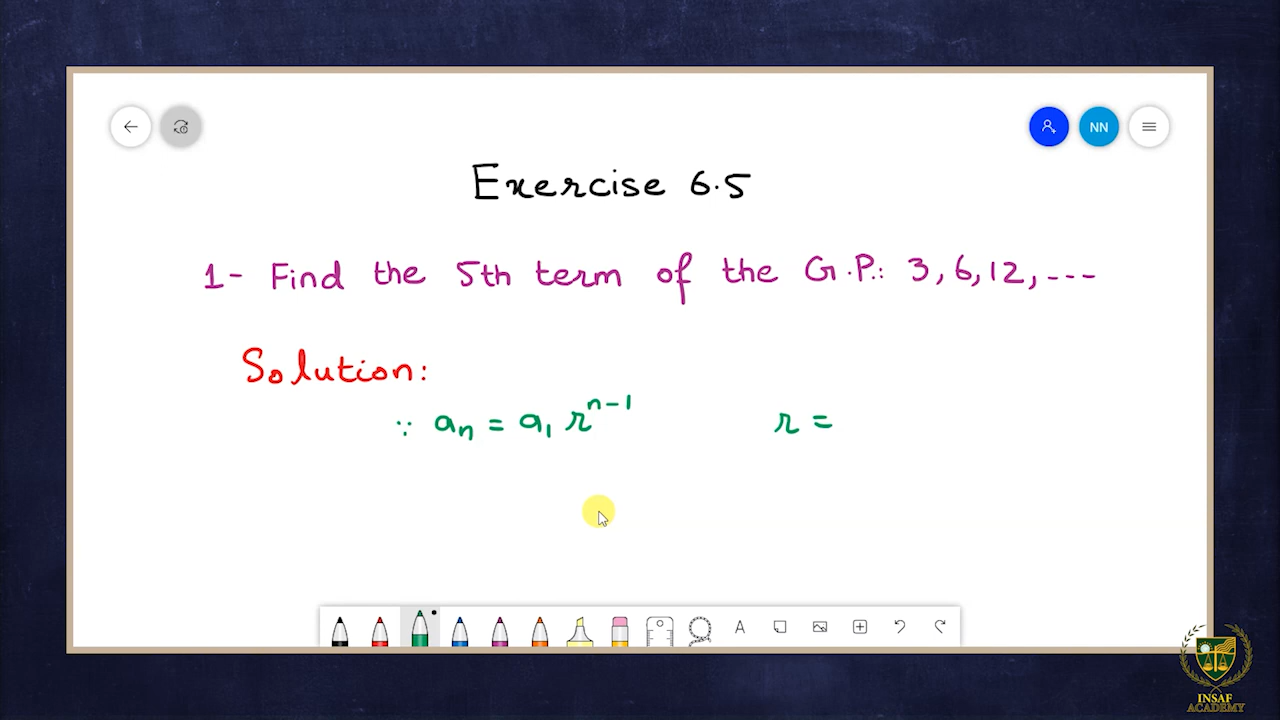 NN
Exercise 6.5
1- Find the 5th term of the G.P.: 3, 6, 12, ---
Solution:
∵ aₙ = a₁ rⁿ⁻¹ r =
A
INSAF
ACADEMY